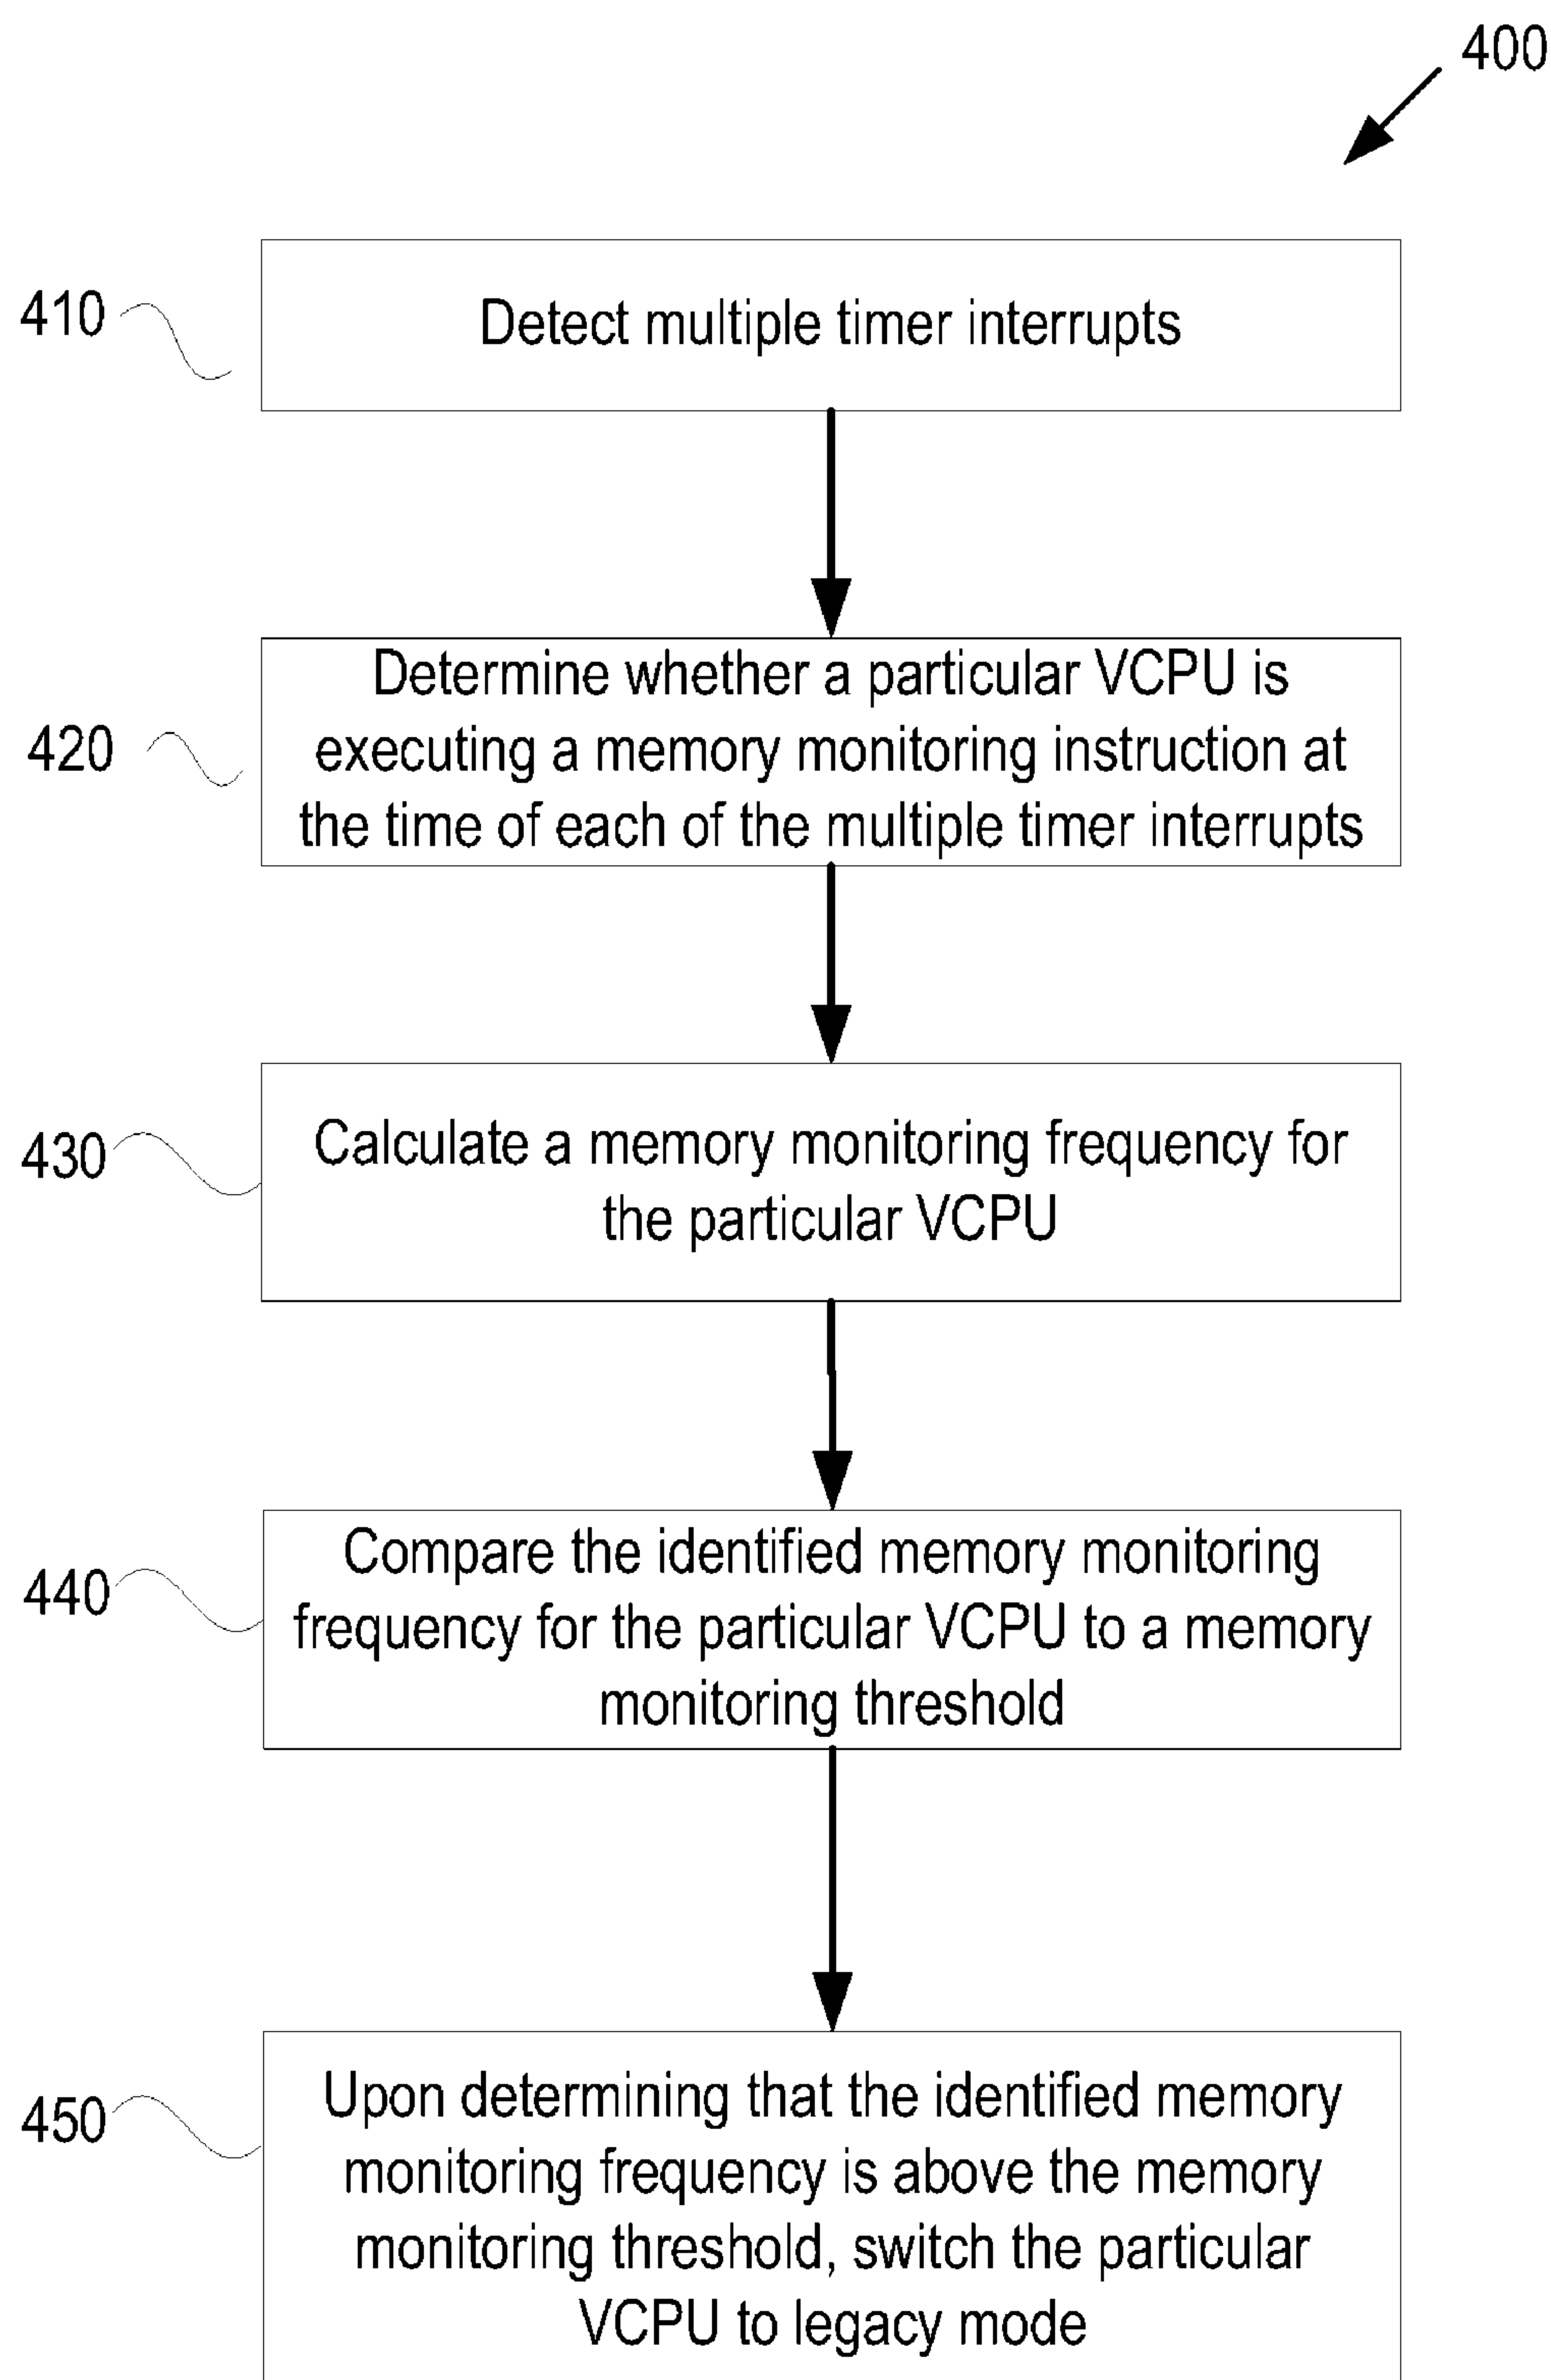 400
410
Detect multiple timer interrupts
420
Determine whether a particular VCPU is
executing a memory monitoring instruction at
the time of each of the multiple timer interrupts
430
Calculate a memory monitoring frequency for
the particular VCPU
440
Compare the identified memory monitoring
frequency for the particular VCPU to a memory
monitoring threshold
450
Upon determining that the identified memory
monitoring frequency is above the memory
monitoring threshold, switch the particular
VCPU to legacy mode